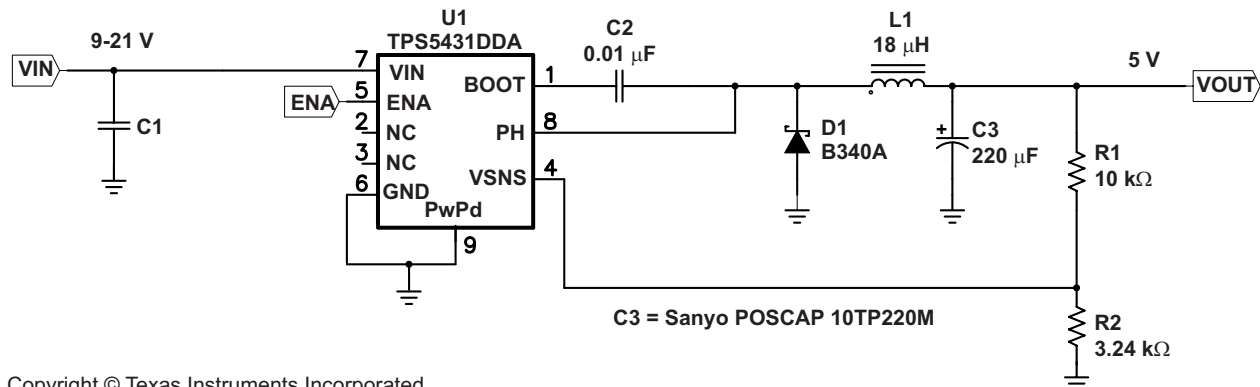 U1
TPS5431DDA
9-21 V
VIN
C1
ENA
7
5
2
3
6
VIN
ENA
NC
NC
GND
BOOT
PH
VSNS
PwPd
1
8
4
9
C2
0.01 μF
L1
18 μH
D1
B340A
C3
220 μF
+
5 V
VOUT
R1
10 kΩ
R2
3.24 kΩ
C3 = Sanyo POSCAP 10TP220M
Copyright © Texas Instruments Incorporated